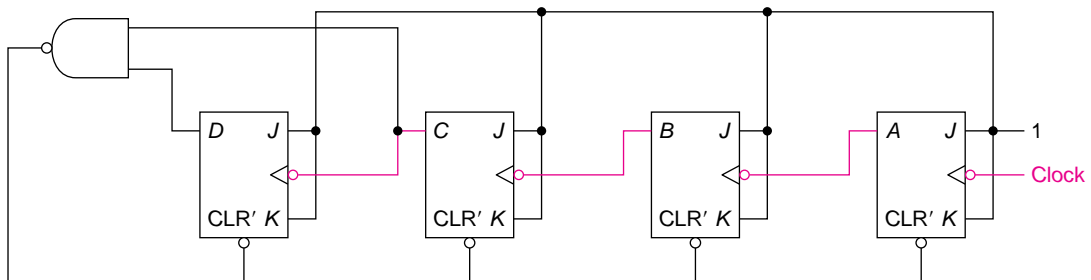 D J C J B J A J 1
Clock
CLR′ K CLR′ K CLR′ K CLR′ K